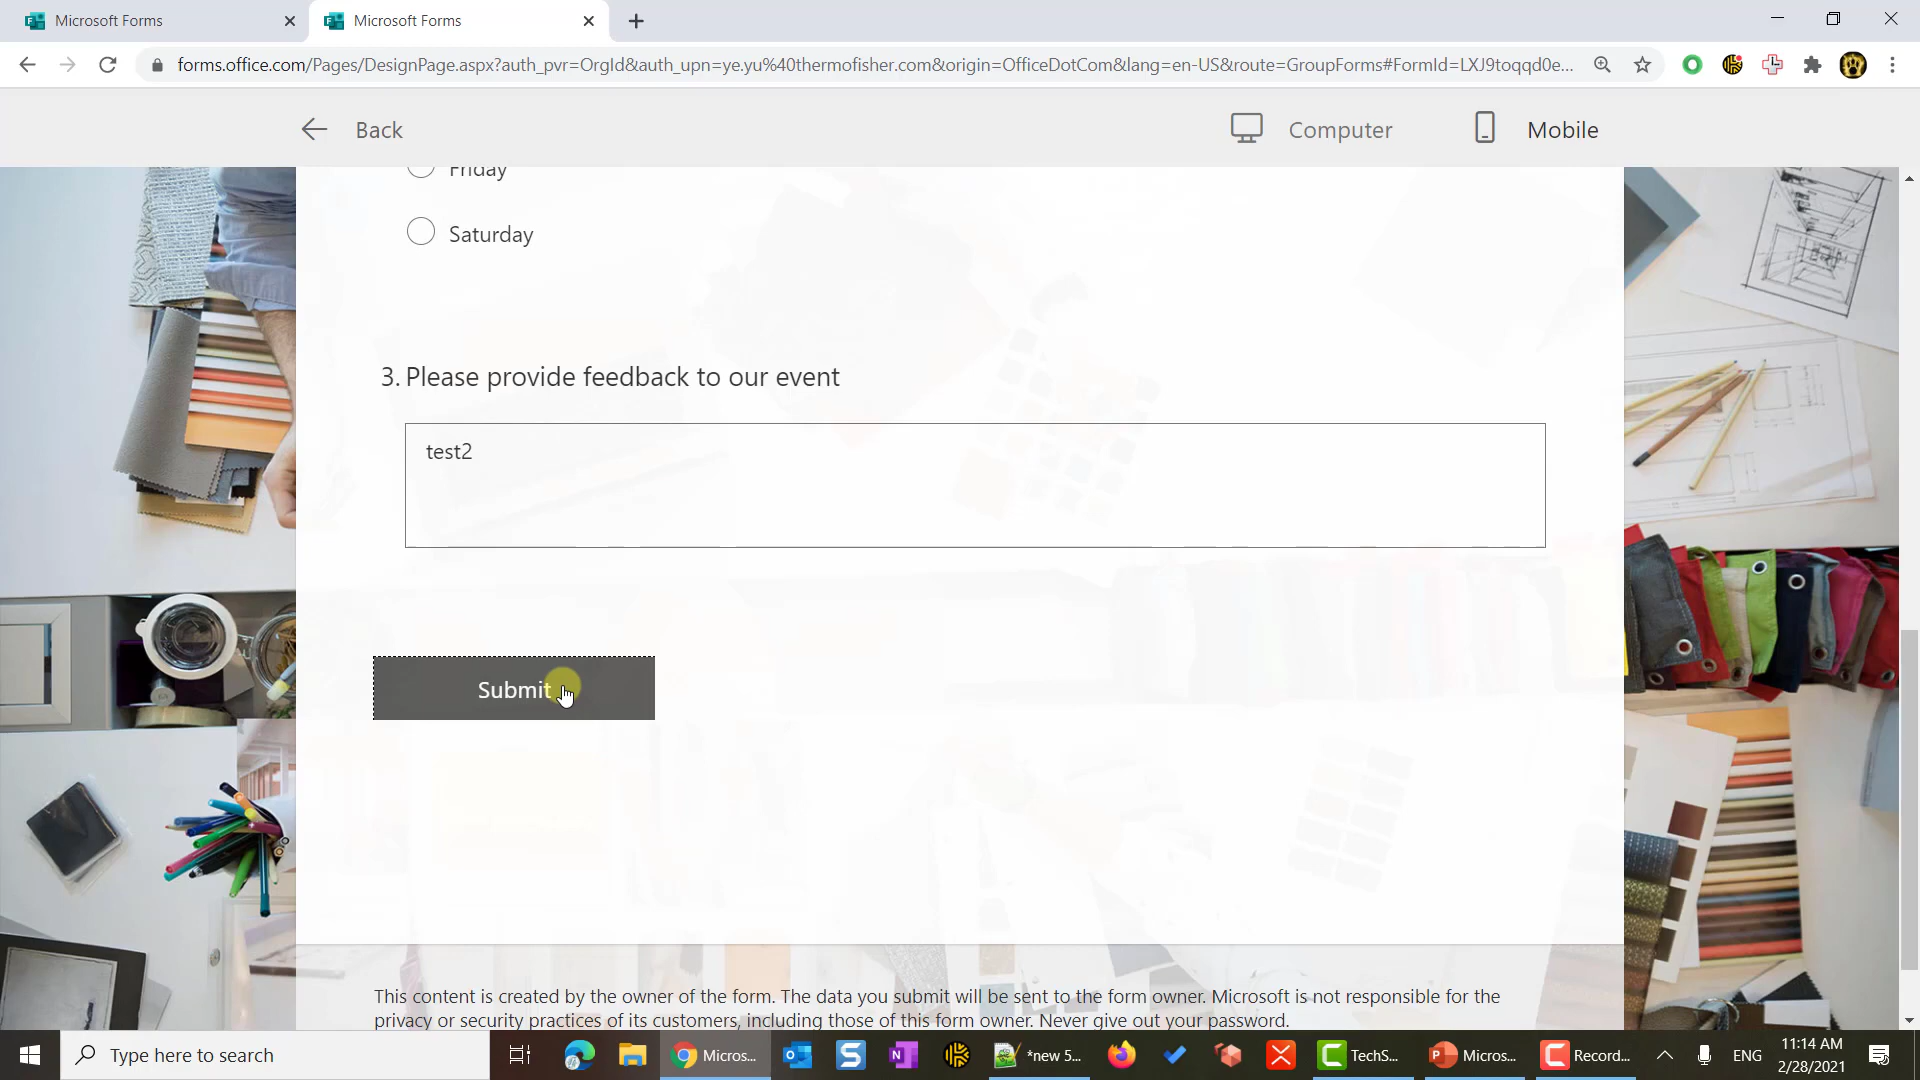 Microsoft Forms
Microsoft Forms
forms.office.com/Pages/DesignPage.aspx?auth_pvr=OrgId&auth_upn=ye.yu%40thermofisher.com&origin=OfficeDotCom&lang=en-US&route=GroupForms#FormId=LXJ9toqqd0e...
Back
Computer
Mobile
Friday
Saturday
3. Please provide feedback to our event
test2
Submit
This content is created by the owner of the form. The data you submit will be sent to the form owner. Microsoft is not responsible for the
privacy or security practices of its customers, including those of this form owner. Never give out your password.
Type here to search
Micros...
*new 5...
TechS...
Micros...
Record...
ENG
11:14 AM
2/28/2021